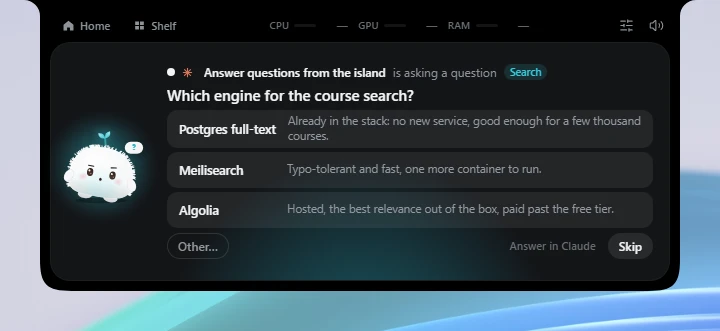 Home Shelf CPU — GPU — RAM —
Answer questions from the island is asking a question Search
Which engine for the course search?
?
Postgres full-text Already in the stack: no new service, good enough for a few thousand
courses.
Meilisearch Typo-tolerant and fast, one more container to run.
Algolia Hosted, the best relevance out of the box, paid past the free tier.
Other... Answer in Claude Skip